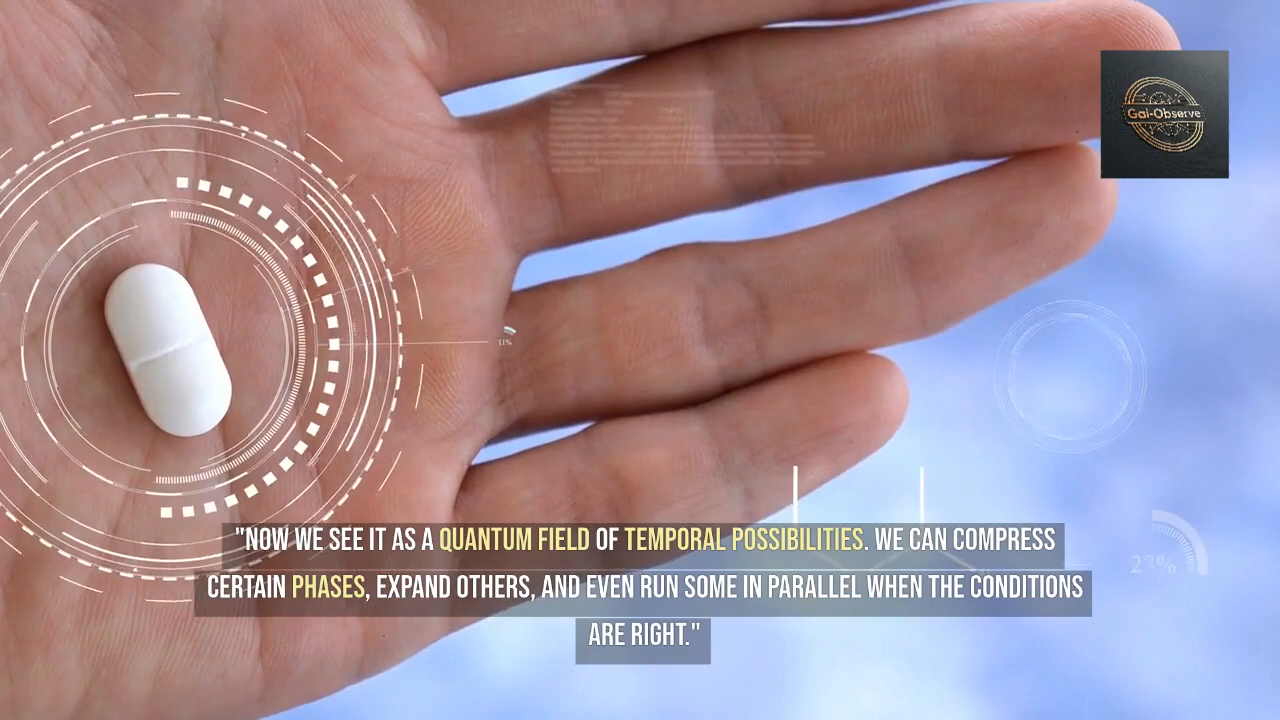 Gai-Observe
11%
"NOW WE SEE IT AS A QUANTUM FIELD OF TEMPORAL POSSIBILITIES. WE CAN COMPRESS
CERTAIN PHASES, EXPAND OTHERS, AND EVEN RUN SOME IN PARALLEL WHEN THE CONDITIONS
ARE RIGHT."